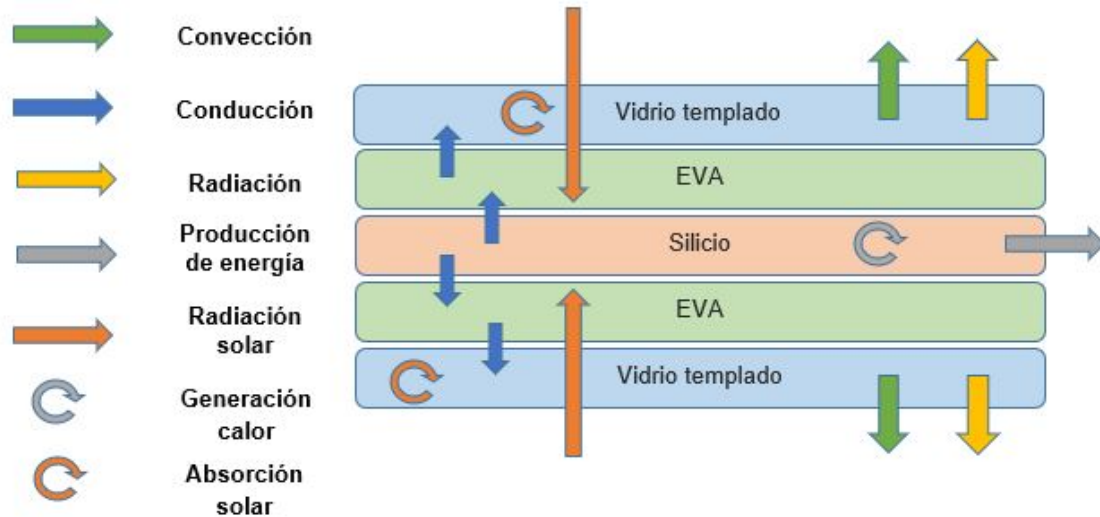 Convección
Conducción
Radiación
Producción
de energía
Radiación
solar
Generación
calor
Absorción
solar
Vidrio templado
EVA
Silicio
EVA
Vidrio templado